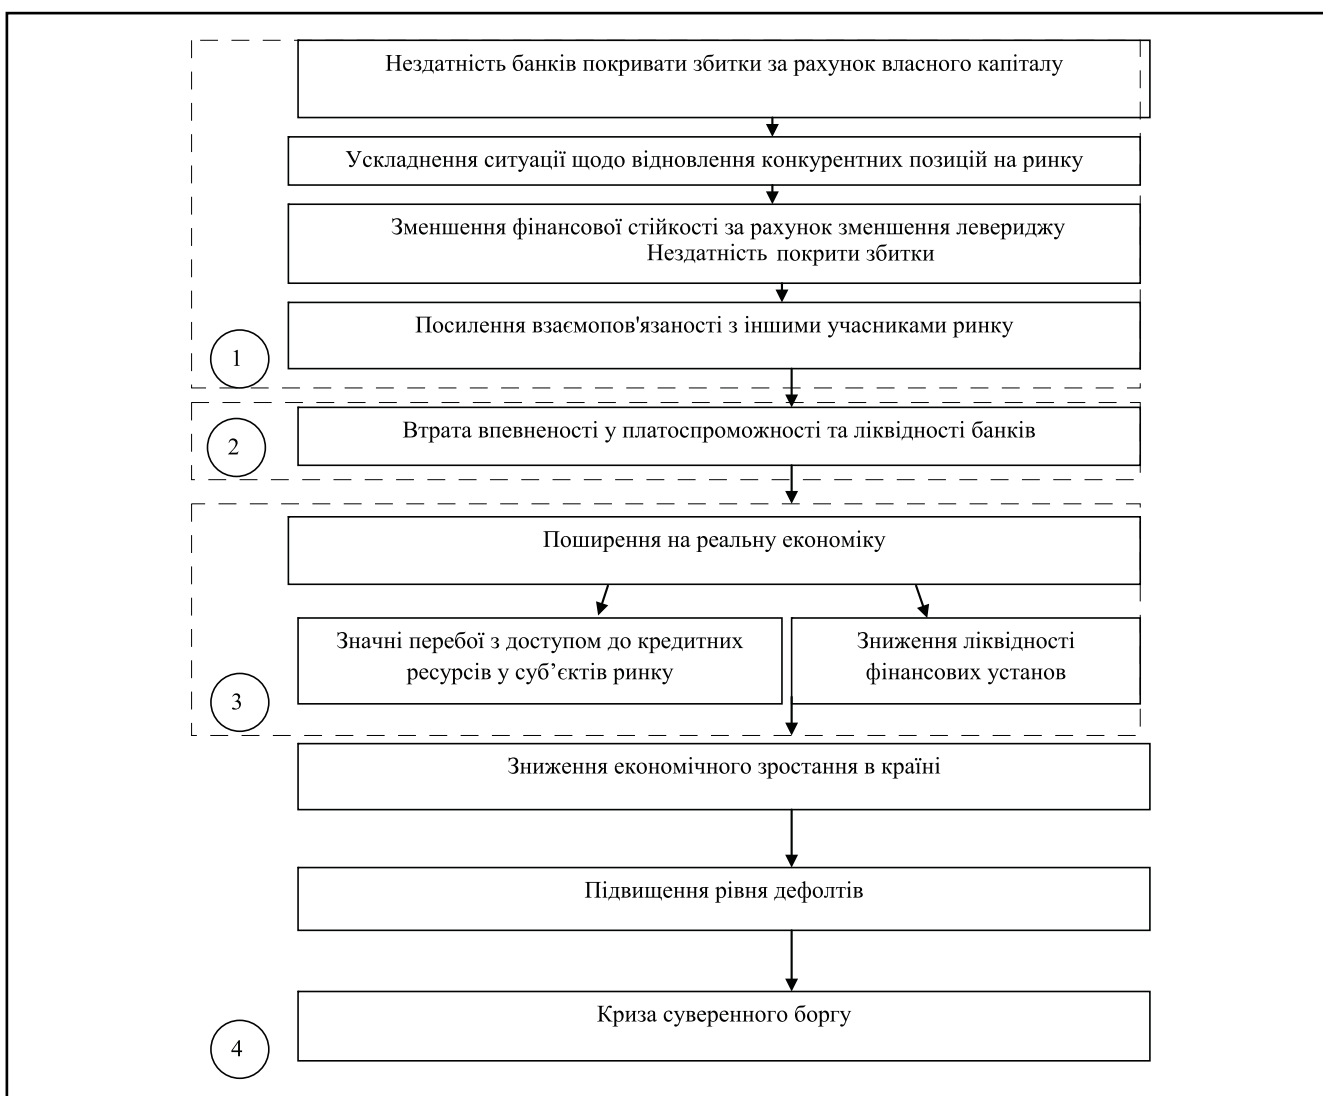 Нездатність банків покривати збитки за рахунок власного капіталу
Ускладнення ситуації щодо відновлення конкурентних позицій на ринку
Зменшення фінансової стійкості за рахунок зменшення левериджу
Нездатність покрити збитки
Посилення взаємопов'язаності з іншими учасниками ринку
1
Втрата впевненості у платоспроможності та ліквідності банків
2
Поширення на реальну економіку
Значні перебої з доступом до кредитних
ресурсів у суб’єктів ринку
Зниження ліквідності
фінансових установ
3
Зниження економічного зростання в країні
Підвищення рівня дефолтів
Криза суверенного боргу
4